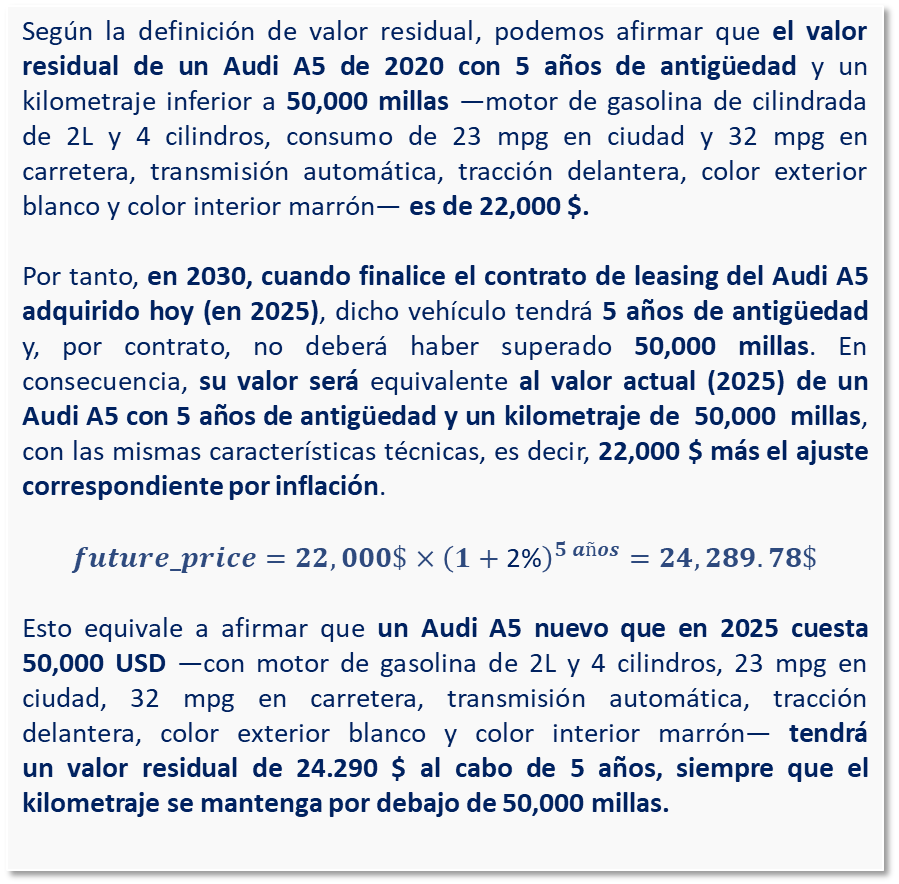 Según la definición de valor residual, podemos afirmar que el valor
residual de un Audi A5 de 2020 con 5 años de antigüedad y un
kilometraje inferior a 50,000 millas —motor de gasolina de cilindrada
de 2L y 4 cilindros, consumo de 23 mpg en ciudad y 32 mpg en
carretera, transmisión automática, tracción delantera, color exterior
blanco y color interior marrón— es de 22,000 $.
Por tanto, en 2030, cuando finalice el contrato de leasing del Audi A5
adquirido hoy (en 2025), dicho vehículo tendrá 5 años de antigüedad
y, por contrato, no deberá haber superado 50,000 millas. En
consecuencia, su valor será equivalente al valor actual (2025) de un
Audi A5 con 5 años de antigüedad y un kilometraje de 50,000 millas,
con las mismas características técnicas, es decir, 22,000 $ más el ajuste
correspondiente por inflación.
future_price = 22,000$ × (1 + 2%)^5 años = 24,289.78$
Esto equivale a afirmar que un Audi A5 nuevo que en 2025 cuesta
50,000 USD —con motor de gasolina de 2L y 4 cilindros, 23 mpg en
ciudad, 32 mpg en carretera, transmisión automática, tracción
delantera, color exterior blanco y color interior marrón— tendrá
un valor residual de 24.290 $ al cabo de 5 años, siempre que el
kilometraje se mantenga por debajo de 50,000 millas.